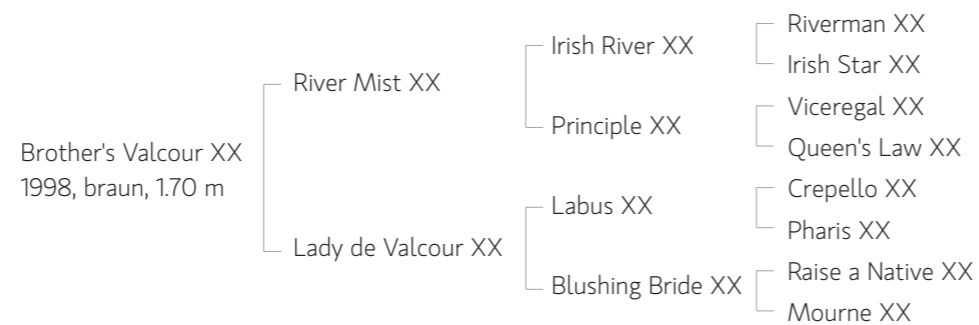 Brother's Valcour XX
1998, braun, 1.70 m
River Mist XX
Lady de Valcour XX
Irish River XX
Principle XX
Labus XX
Blushing Bride XX
Riverman XX
Irish Star XX
Viceregal XX
Queen's Law XX
Crepello XX
Pharis XX
Raise a Native XX
Mourne XX